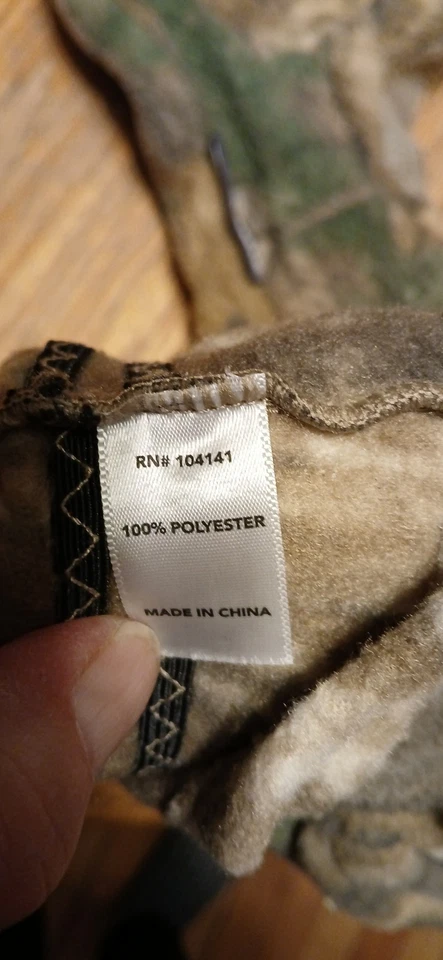 RN# 104141
100% POLYESTER
MADE IN CHINA